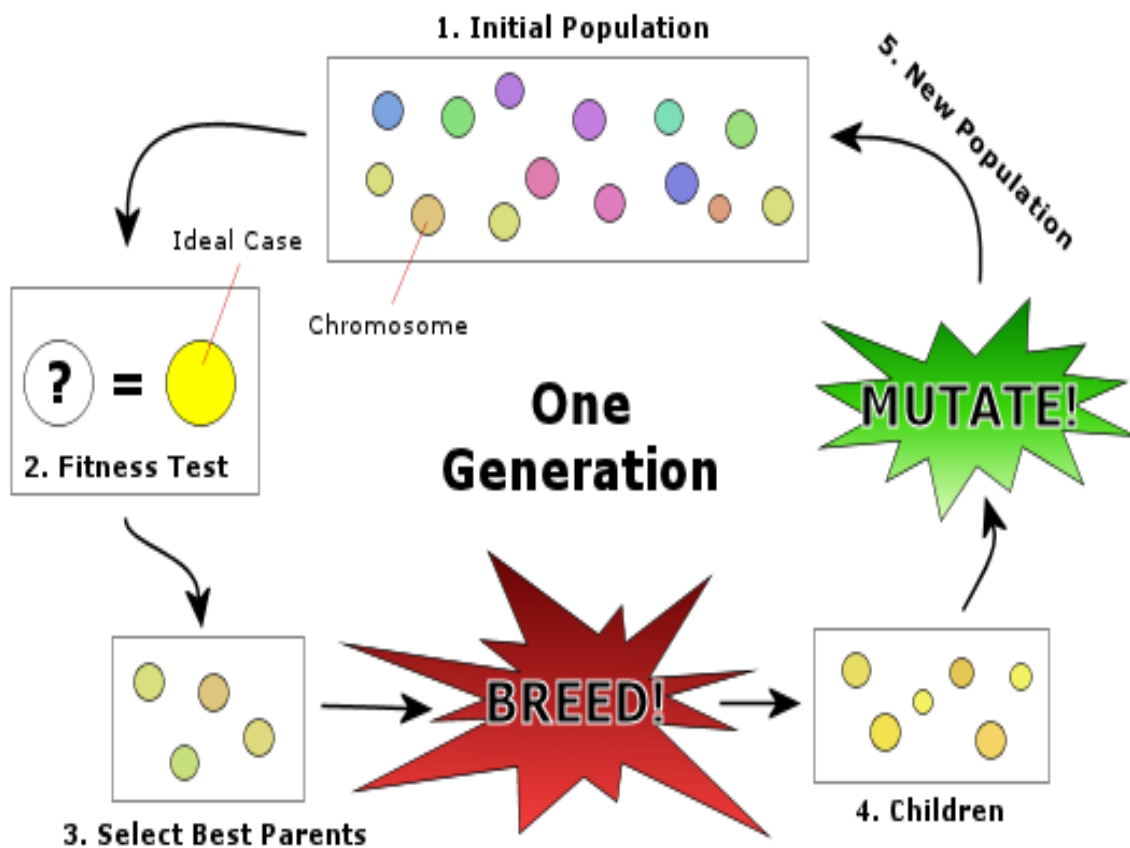 1. Initial Population
5. New Population
Ideal Case
Chromosome
? =
2. Fitness Test
One
Generation
MUTATE!
BREED!
3. Select Best Parents
4. Children